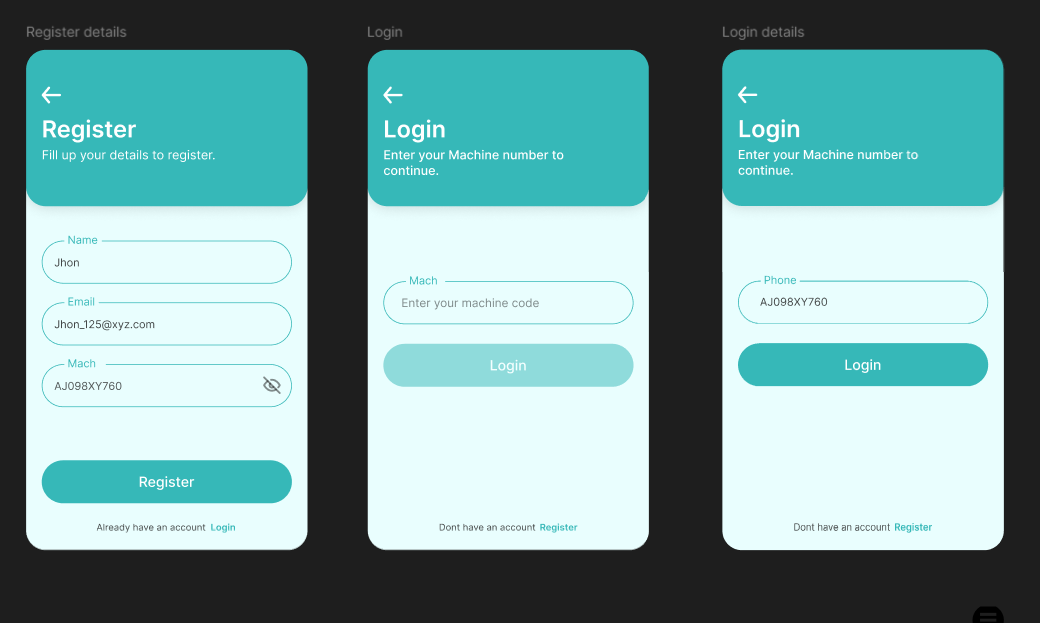 Register details
Register
Fill up your details to register.
Name
Jhon
Email
Jhon_125@xyz.com
Mach
AJ098XY760
Register
Already have an account Login
Login
Login
Enter your Machine number to
continue.
Mach
Enter your machine code
Login
Dont have an account Register
Login details
Login
Enter your Machine number to
continue.
Phone
AJ098XY760
Login
Dont have an account Register